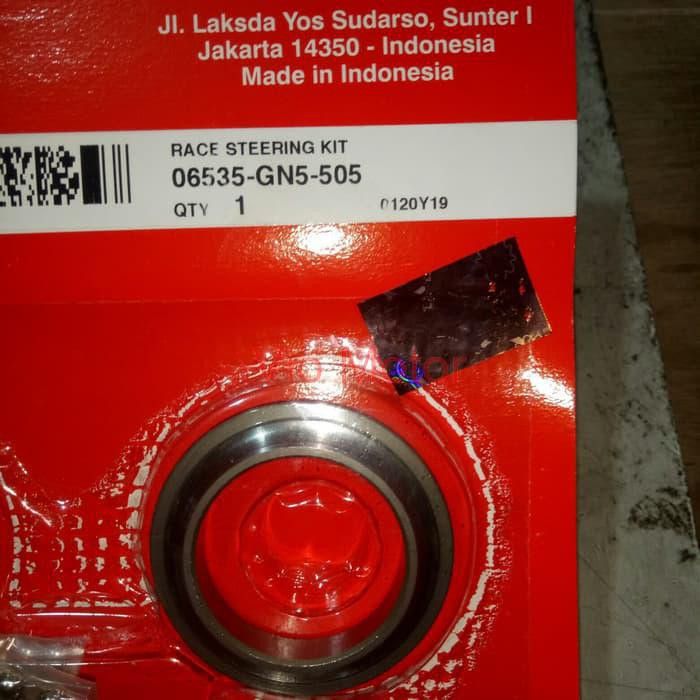 Jl. Laksda Yos Sudarso, Sunter I
Jakarta 14350 - Indonesia
Made in Indonesia
RACE STEERING KIT
06535-GN5-505
QTY 1 0120Y19
Motor